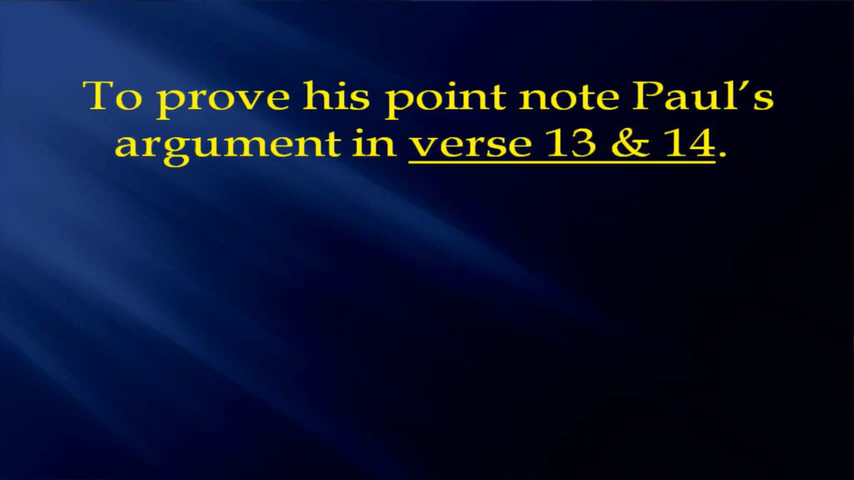 To prove his point note Paul’s
argument in verse 13 & 14.